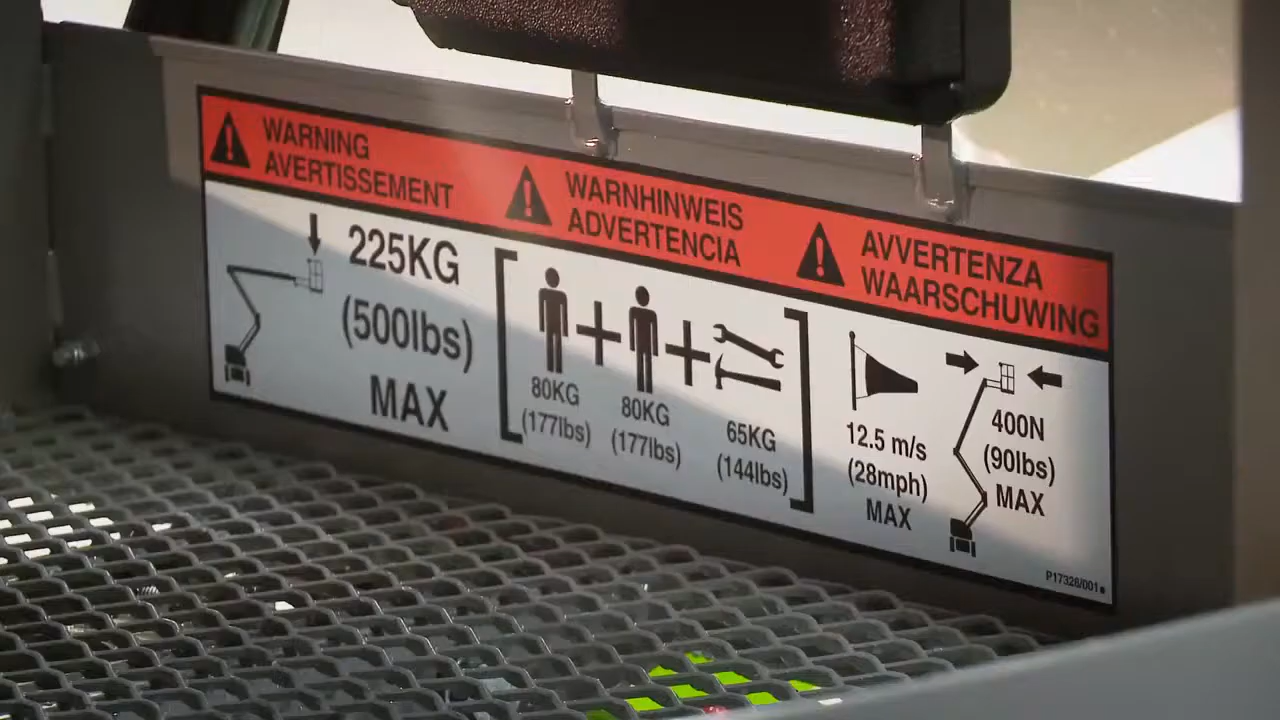 WARNING
AVERTISSEMENT
WARNHINWEIS
ADVERTENCIA
AVVERTENZA
WAARSCHUWING
225KG
(500lbs)
MAX
80KG
(177lbs)
80KG
(177lbs)
65KG
(144lbs)
12.5 m/s
(28mph)
MAX
400N
(90lbs)
MAX
P17328/001